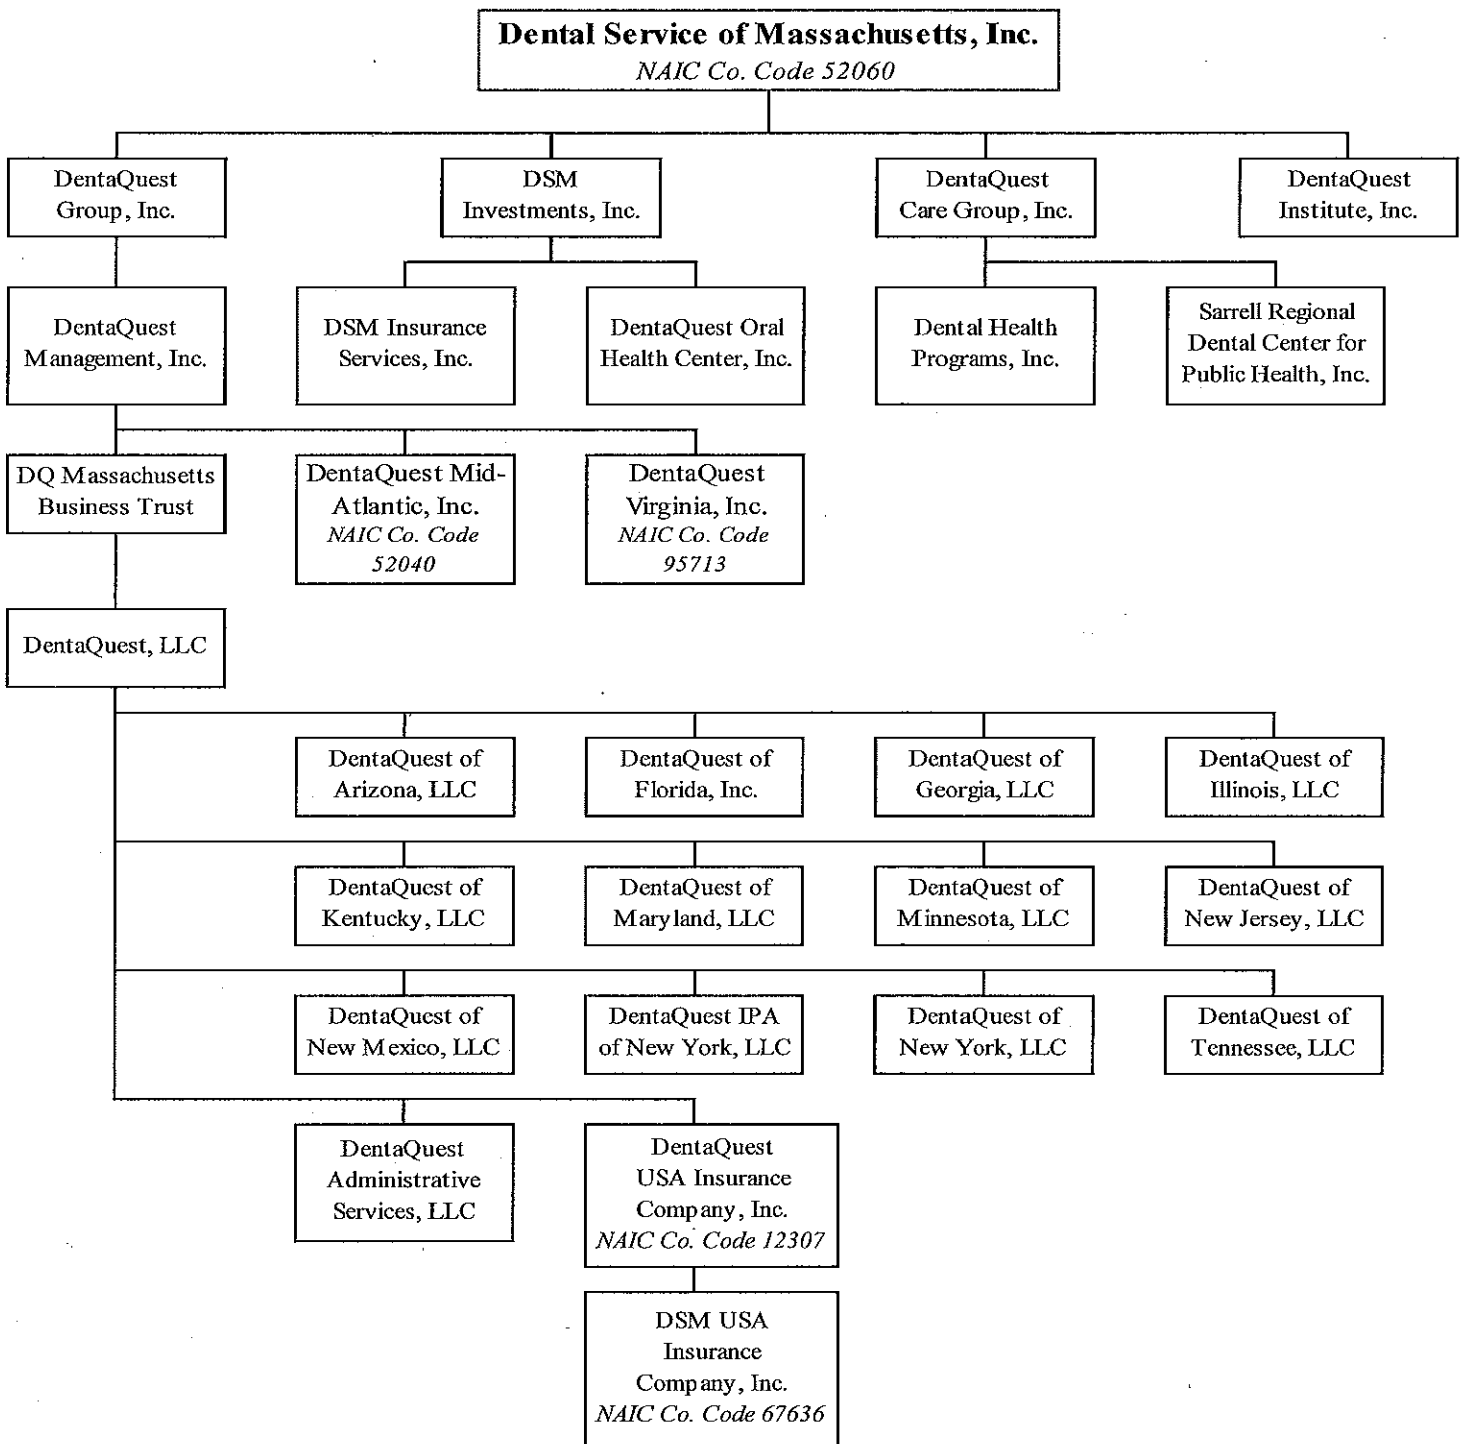 Dental Service of Massachusetts, Inc.
NAIC Co. Code 52060
DentaQuest
Group, Inc.
DSM
Investments, Inc.
DentaQuest
Care Group, Inc.
DentaQuest
Institute, Inc.
DentaQuest
Management, Inc.
DSM Insurance
Services, Inc.
DentaQuest Oral
Health Center, Inc.
Dental Health
Programs, Inc.
Sarrell Regional
Dental Center for
Public Health, Inc.
DQ Massachusetts
Business Trust
DentaQuest Mid-
Atlantic, Inc.
NAIC Co. Code
52040
DentaQuest
Virginia, Inc.
NAIC Co. Code
95713
DentaQuest, LLC
DentaQuest of
Arizona, LLC
DentaQuest of
Florida, Inc.
DentaQuest of
Georgia, LLC
DentaQuest of
Illinois, LLC
DentaQuest of
Kentucky, LLC
DentaQuest of
Maryland, LLC
DentaQuest of
Minnesota, LLC
DentaQuest of
New Jersey, LLC
DentaQuest of
New Mexico, LLC
DentaQuest IPA
of New York, LLC
DentaQuest of
New York, LLC
DentaQuest of
Tennessee, LLC
DentaQuest
Administrative
Services, LLC
DentaQuest
USA Insurance
Company, Inc.
NAIC Co. Code 12307
DSM USA
Insurance
Company, Inc.
NAIC Co. Code 67636